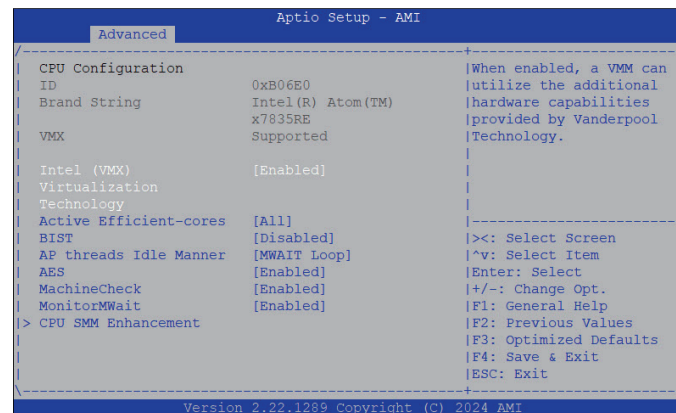 Aptio Setup - AMI
Advanced
/--------------------------------------------------+------------------------
| CPU Configuration |When enabled, a VMM can
| ID 0xB06E0 |utilize the additional
| Brand String Intel(R) Atom(TM) |hardware capabilities
| x7835RE |provided by Vanderpool
| VMX Supported |Technology.
| |
| Intel (VMX) [Enabled] |
| Virtualization |
| Technology |
| Active Efficient-cores [All] |------------------------
| BIST [Disabled] |><: Select Screen
| AP threads Idle Manner [MWAIT Loop] |^v: Select Item
| AES [Enabled] |Enter: Select
| MachineCheck [Enabled] |+/-: Change Opt.
| MonitorMWait [Enabled] |F1: General Help
|> CPU SMM Enhancement |F2: Previous Values
| |F3: Optimized Defaults
| |F4: Save & Exit
| |ESC: Exit
\--------------------------------------------------+------------------------
Version 2.22.1289 Copyright (C) 2024 AMI